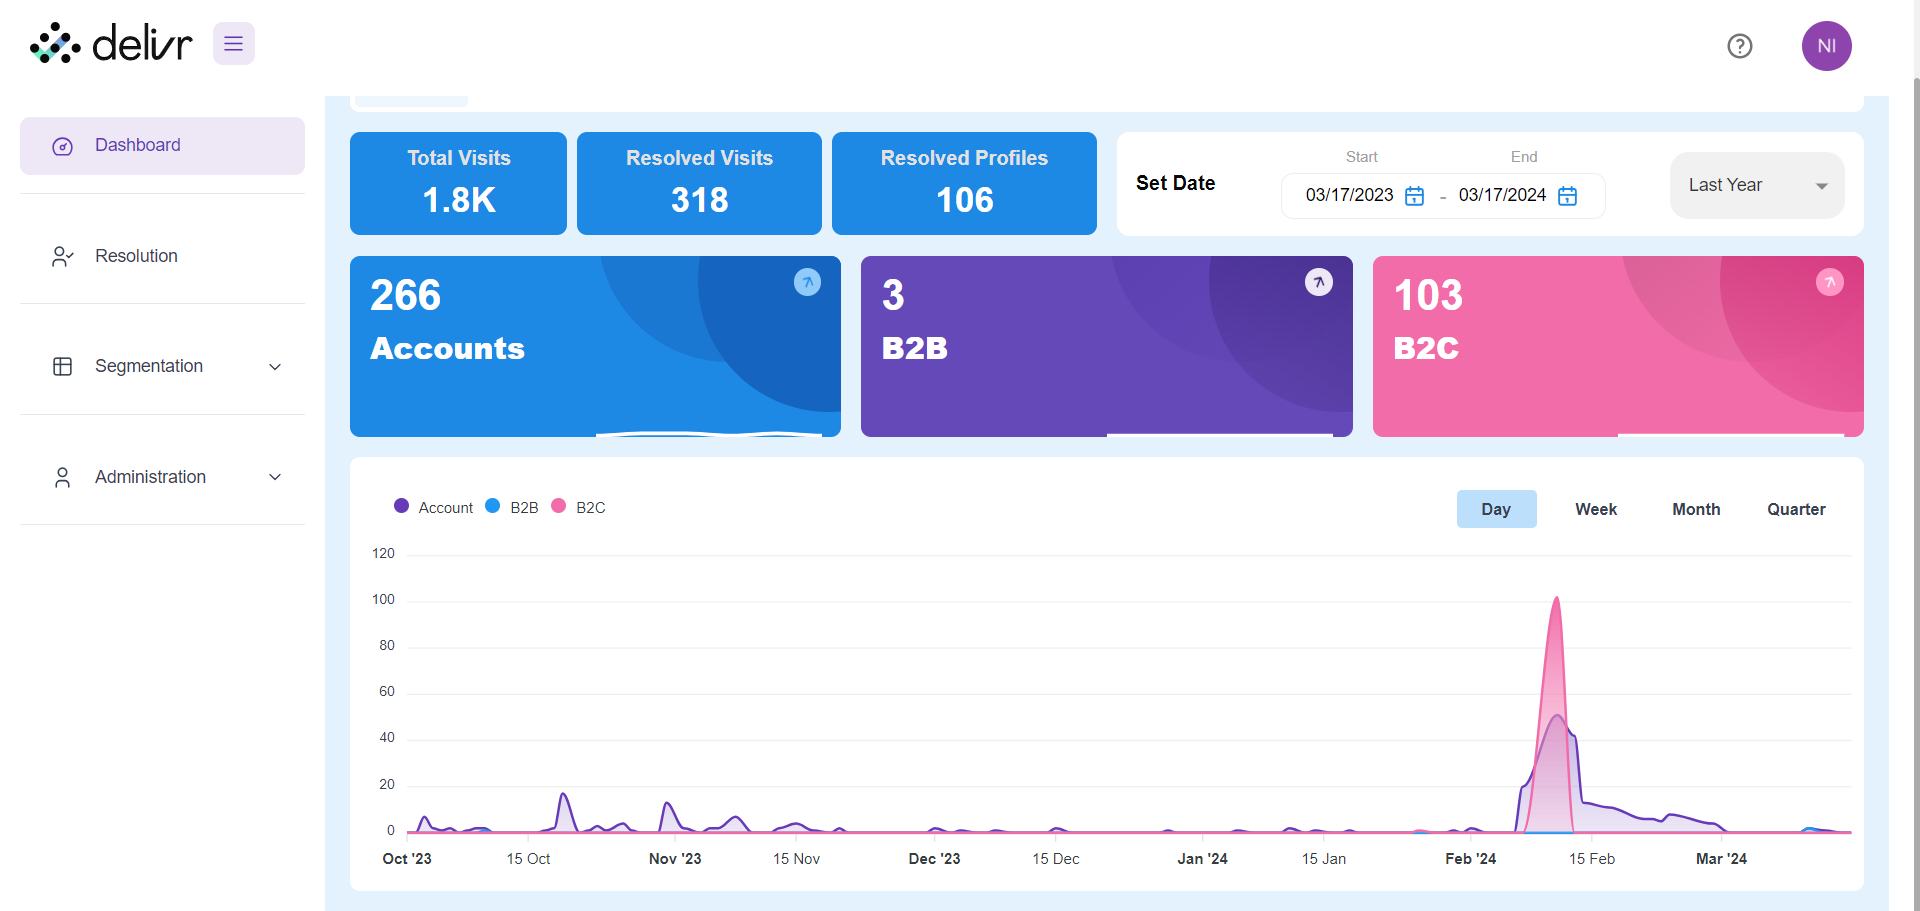 delivr
NI
Dashboard
Resolution
Segmentation
Administration
Total Visits
1.8K
Resolved Visits
318
Resolved Profiles
106
Set Date
Start
End
03/17/2023 - 03/17/2024
Last Year
266
Accounts
3
B2B
103
B2C
Account B2B B2C
Day Week Month Quarter
120
100
80
60
40
20
0
Oct '23 15 Oct Nov '23 15 Nov Dec '23 15 Dec Jan '24 15 Jan Feb '24 15 Feb Mar '24